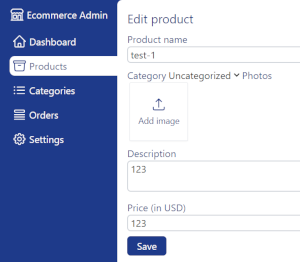 Ecommerce Admin
Dashboard
Products
Categories
Orders
Settings
Edit product
Product name
test-1
Category Uncategorized Photos
Add image
Description
123
Price (in USD)
123
Save